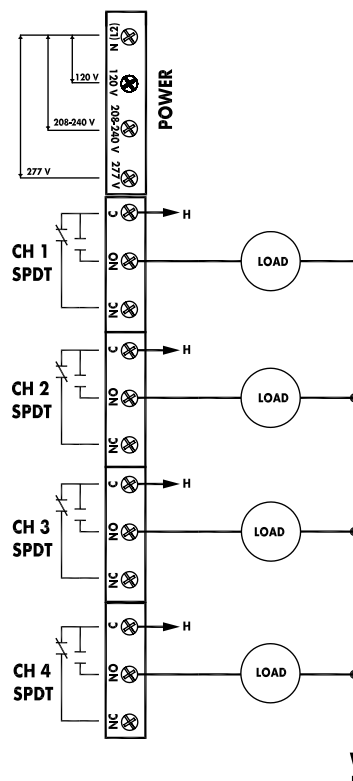 N (L2)
120 V
120 V
208-240 V
208-240 V
277 V
277 V
POWER
C
H
CH 1
SPDT
NO
LOAD
NC
C
H
CH 2
SPDT
NO
LOAD
NC
C
H
CH 3
SPDT
NO
LOAD
NC
C
H
CH 4
SPDT
NO
LOAD
NC